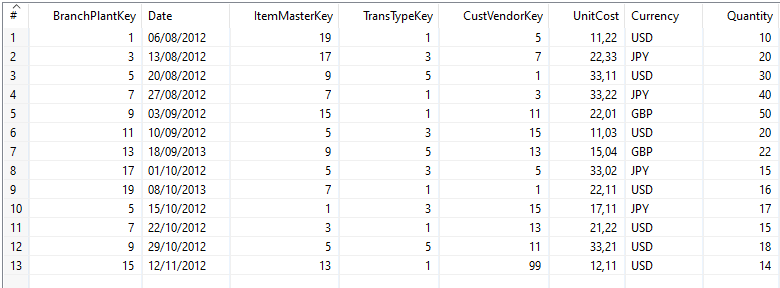 # BranchPlantKey Date ItemMasterKey TransTypeKey CustVendorKey UnitCost Currency Quantity
1 1 06/08/2012 19 1 5 11,22 USD 10
2 3 13/08/2012 17 3 7 22,33 JPY 20
3 5 20/08/2012 9 5 1 33,11 USD 30
4 7 27/08/2012 7 1 3 33,22 JPY 40
5 9 03/09/2012 15 1 11 22,01 GBP 50
6 11 10/09/2012 5 3 15 11,03 USD 20
7 13 18/09/2013 9 5 13 15,04 GBP 22
8 17 01/10/2012 5 3 5 33,02 JPY 15
9 19 08/10/2013 7 1 1 22,11 USD 16
10 5 15/10/2012 1 3 15 17,11 JPY 17
11 7 22/10/2012 3 1 13 21,22 USD 15
12 9 29/10/2012 5 5 11 33,21 USD 18
13 15 12/11/2012 13 1 99 12,11 USD 14